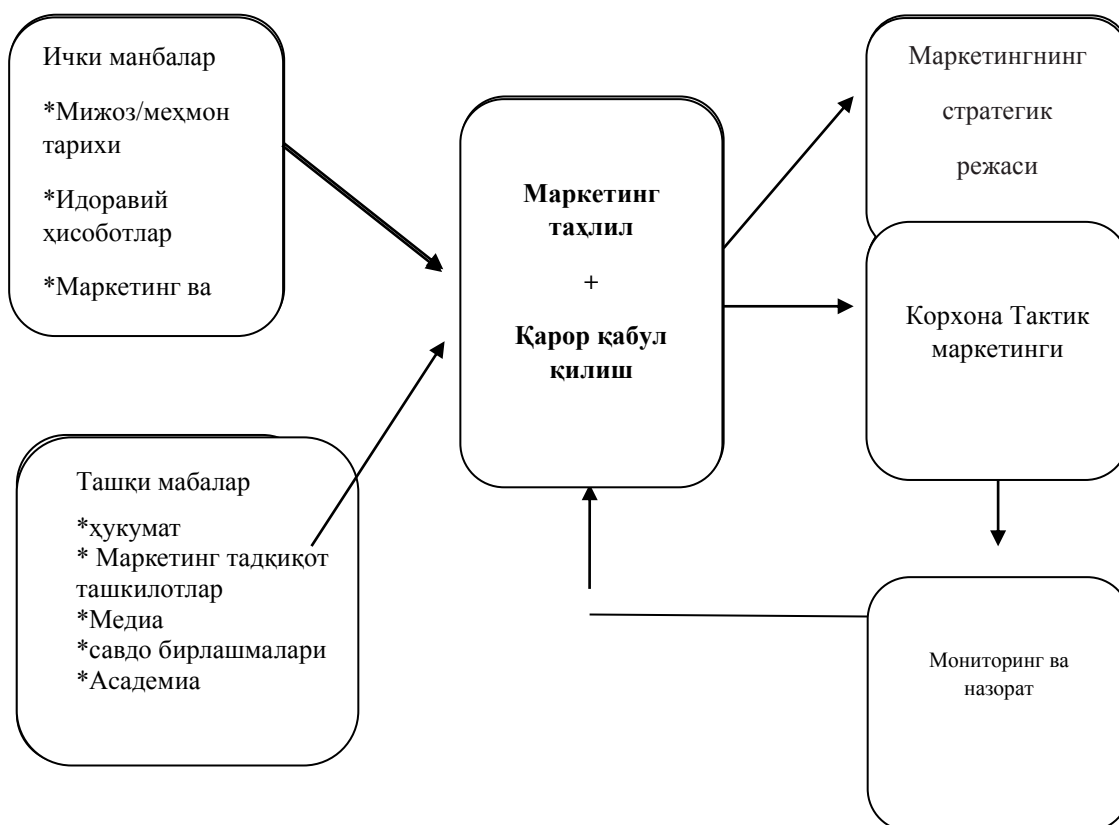 Ички манбалар
*Мижоз/меҳмон
тарихи
*Идоравий
ҳисоботлар
*Маркетинг ва
Ташқи мабалар
*ҳукумат
* Маркетинг тадқиқот
ташкилотлар
*Медиа
*савдо бирлашмалари
*Академиа
Маркетинг
таҳлил
+
Қарор қабул
қилиш
Маркетингнинг
стратегик
режаси
Корхона Тактик
маркетинги
Мониторинг ва
назорат